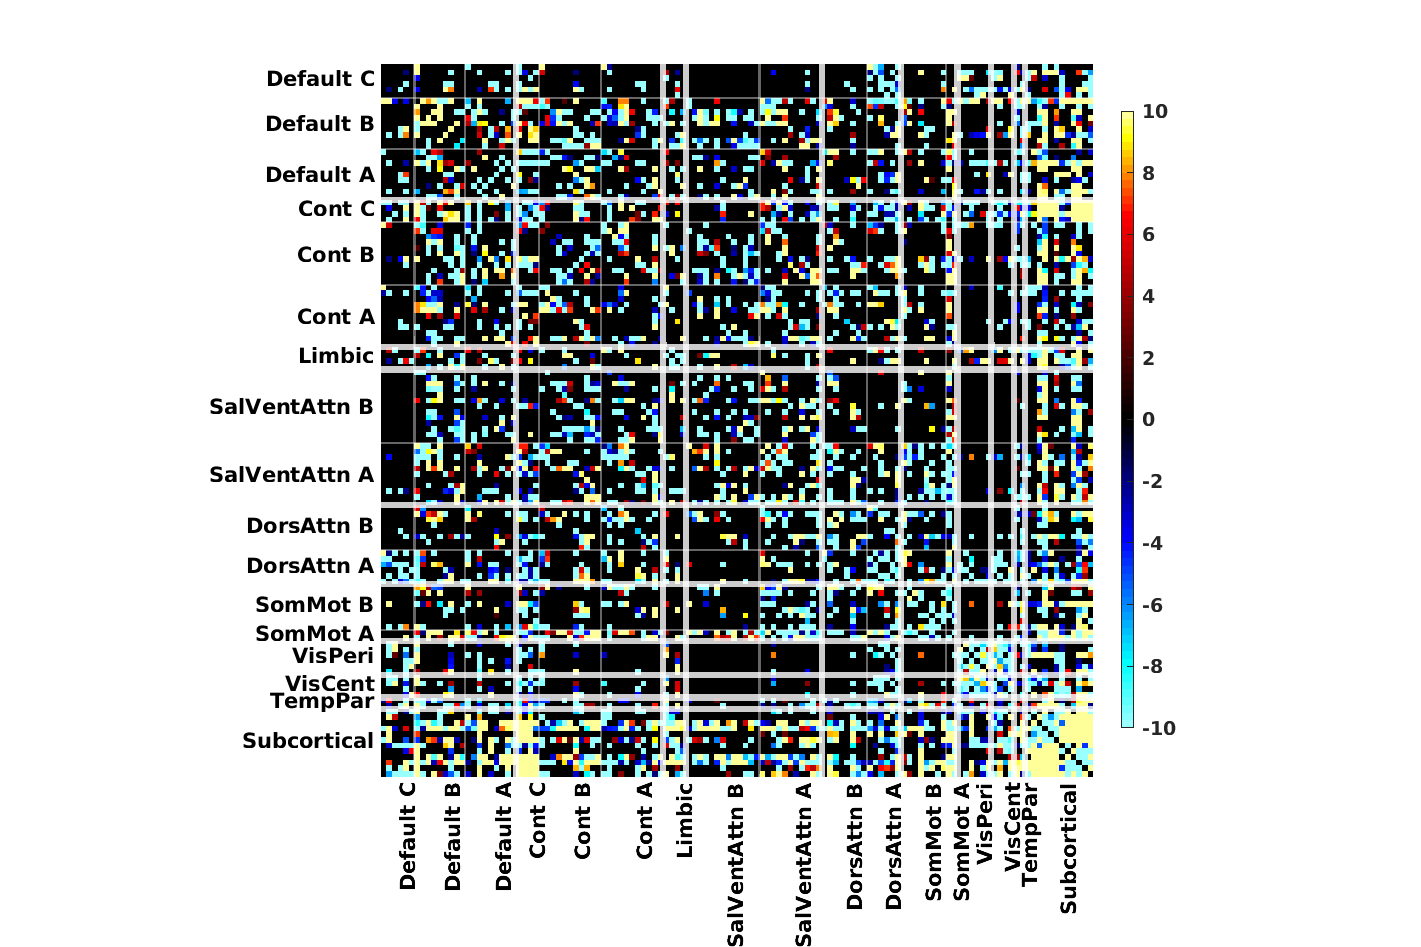 Default C
Default B
Default A
Cont C
Cont B
Cont A
Limbic
SalVentAttn B
SalVentAttn A
DorsAttn B
DorsAttn A
SomMot B
SomMot A
VisPeri
VisCent
TempPar
Subcortical
10
8
6
4
2
0
-2
-4
-6
-8
-10
Default C
Default B
Default A
Cont C
Cont B
Cont A
Limbic
SalVentAttn B
SalVentAttn A
DorsAttn B
DorsAttn A
SomMot B
SomMot A
VisPeri
VisCent
TempPar
Subcortical